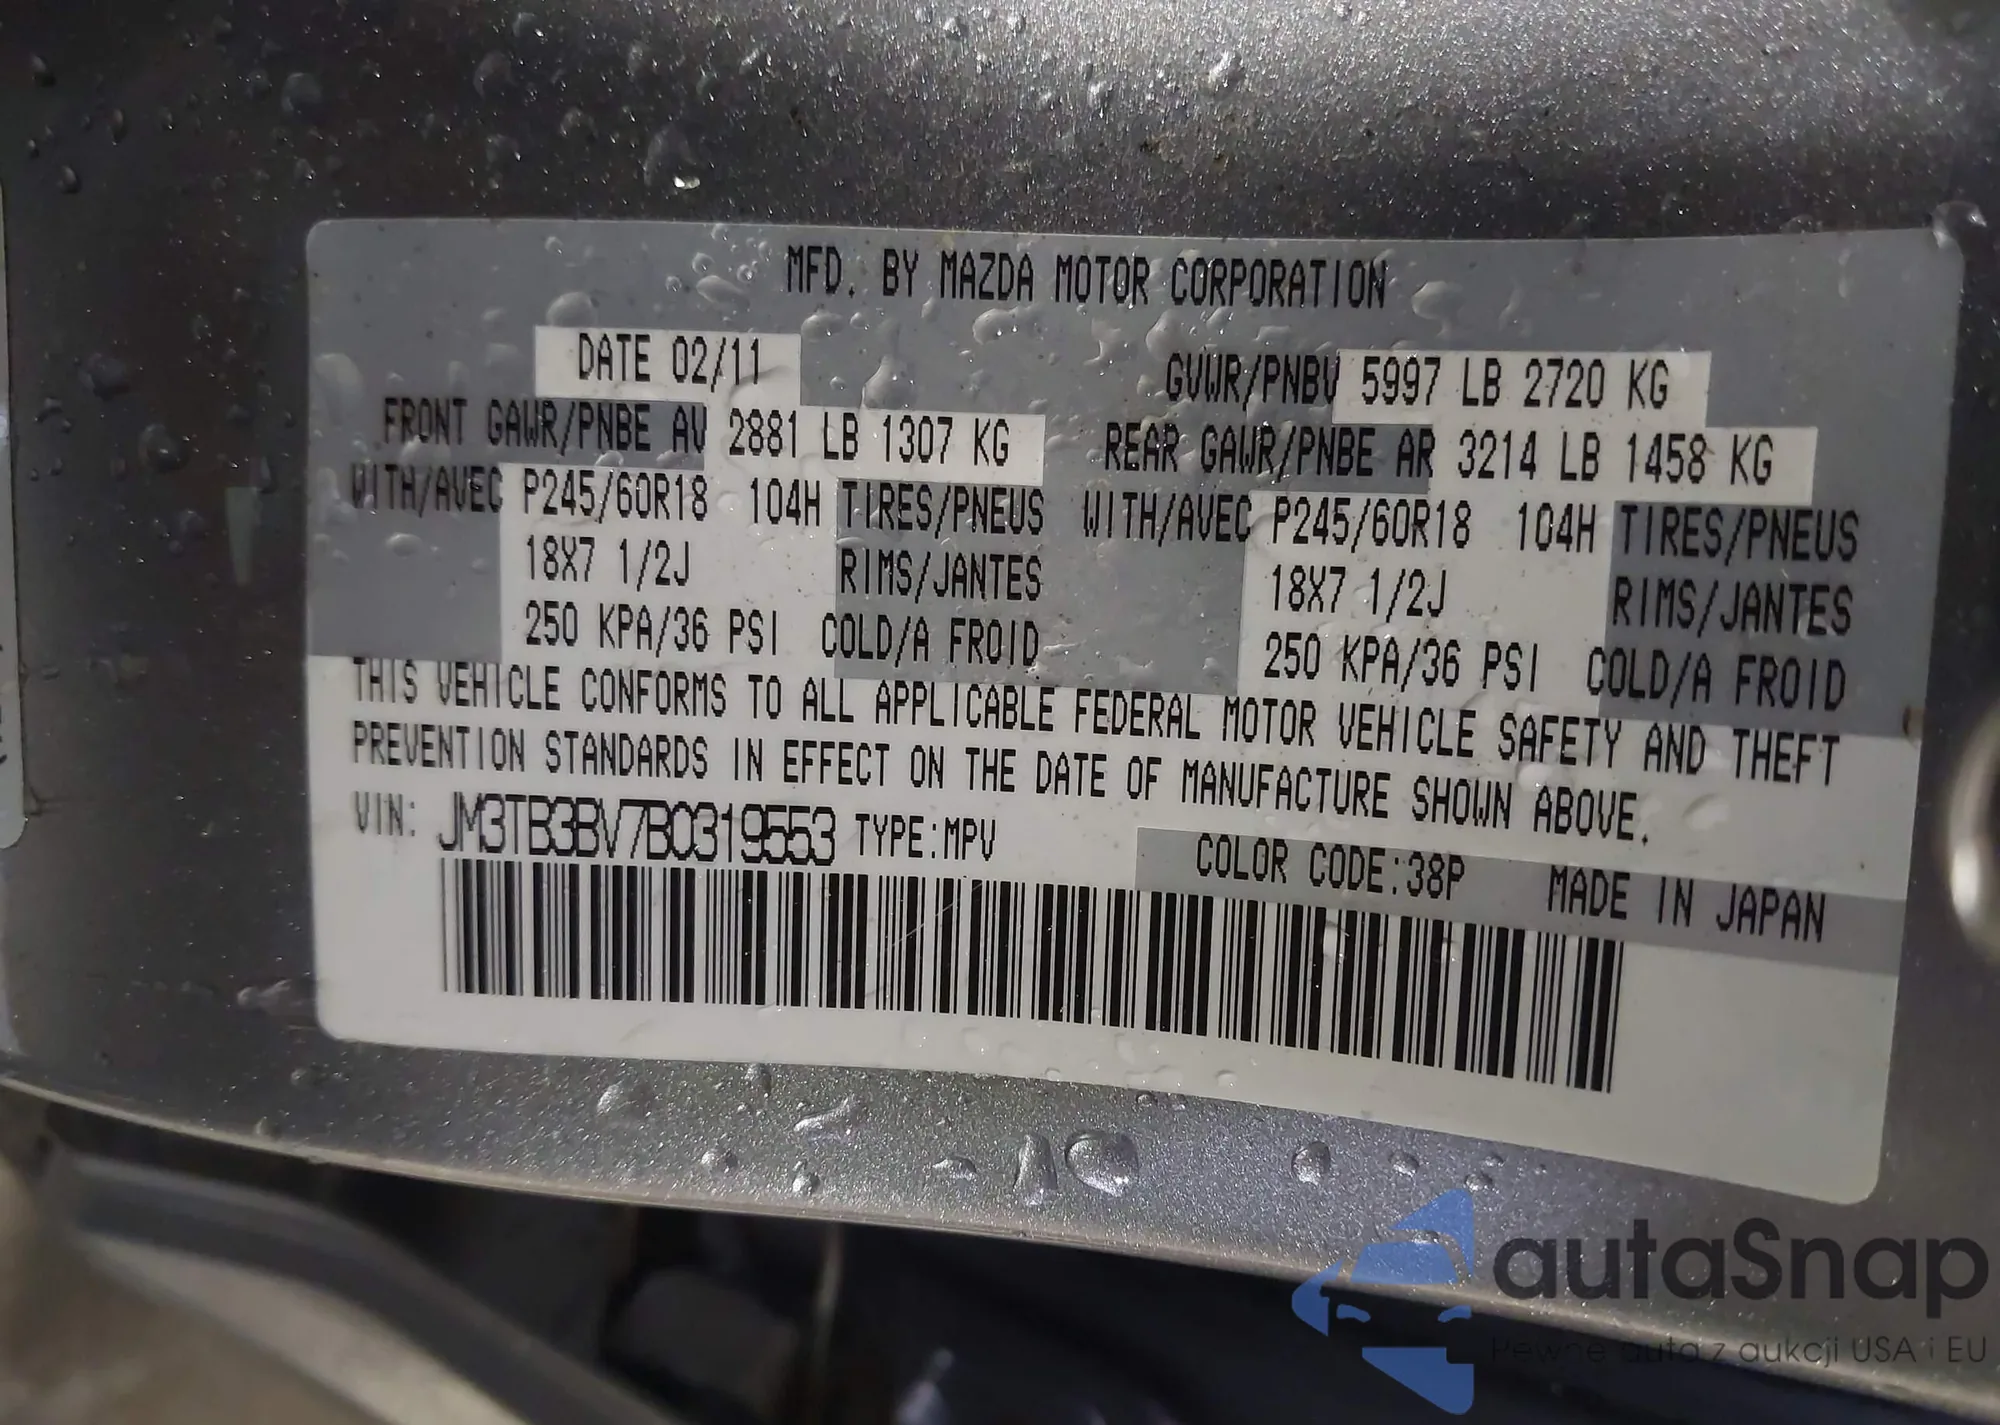 MFD. BY MAZDA MOTOR CORPORATION
DATE 02/11 GVWR/PNBV 5997 LB 2720 KG
FRONT GAWR/PNBE AV 2881 LB 1307 KG REAR GAWR/PNBE AR 3214 LB 1458 KG
WITH/AVEC P245/60R18 104H TIRES/PNEUS WITH/AVEC P245/60R18 104H TIRES/PNEUS
18X7 1/2J RIMS/JANTES 18X7 1/2J RIMS/JANTES
250 KPA/36 PSI COLD/A FROID 250 KPA/36 PSI COLD/A FROID
THIS VEHICLE CONFORMS TO ALL APPLICABLE FEDERAL MOTOR VEHICLE SAFETY AND THEFT
PREVENTION STANDARDS IN EFFECT ON THE DATE OF MANUFACTURE SHOWN ABOVE.
VIN: JM3TB3BV7B0319553 TYPE:MPV COLOR CODE:38P MADE IN JAPAN
autaSnap
Pewne auta z aukcji USA i EU